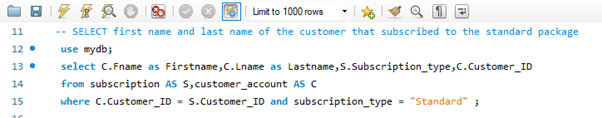 Limit to 1000 rows
11 -- SELECT first name and last name of the customer that subscribed to the standard package
12 use mydb;
13 select C.Fname as Firstname,C.Lname as Lastname,S.Subscription_type,C.Customer_ID
14 from subscription AS S,customer_account AS C
15 where C.Customer_ID = S.Customer_ID and subscription_type = "Standard" ;